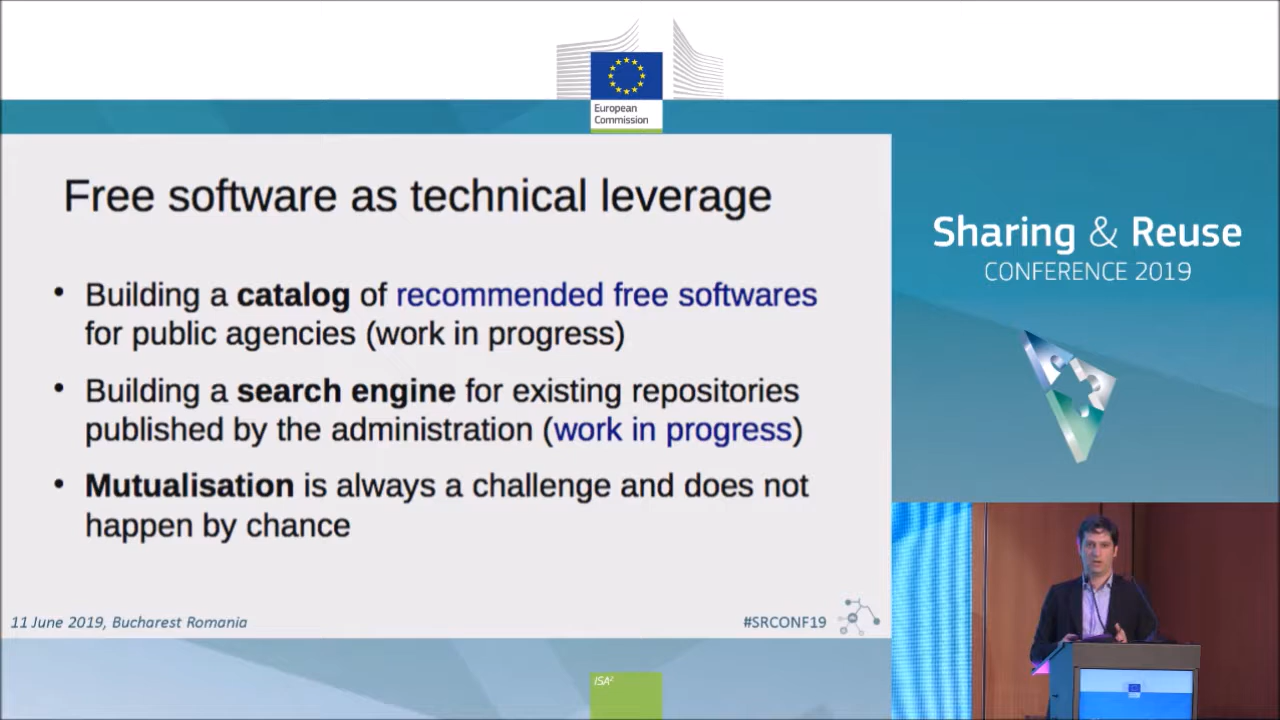 European
Commission
Free software as technical leverage
• Building a catalog of recommended free softwares
for public agencies (work in progress)
• Building a search engine for existing repositories
published by the administration (work in progress)
• Mutualisation is always a challenge and does not
happen by chance
11 June 2019, Bucharest Romania
#SRCONF19
Sharing & Reuse
CONFERENCE 2019
ISA²